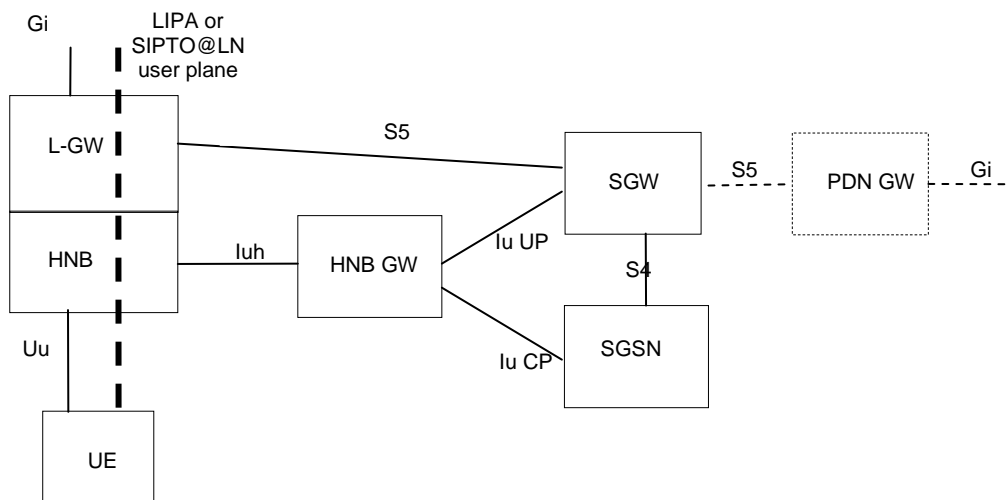 Gi
LIPA or
SIPTO@LN
user plane
L-GW
S5
SGW
S5
PDN GW
Gi
HNB
Iuh
HNB GW
Iu UP
S4
Uu
Iu CP
SGSN
UE